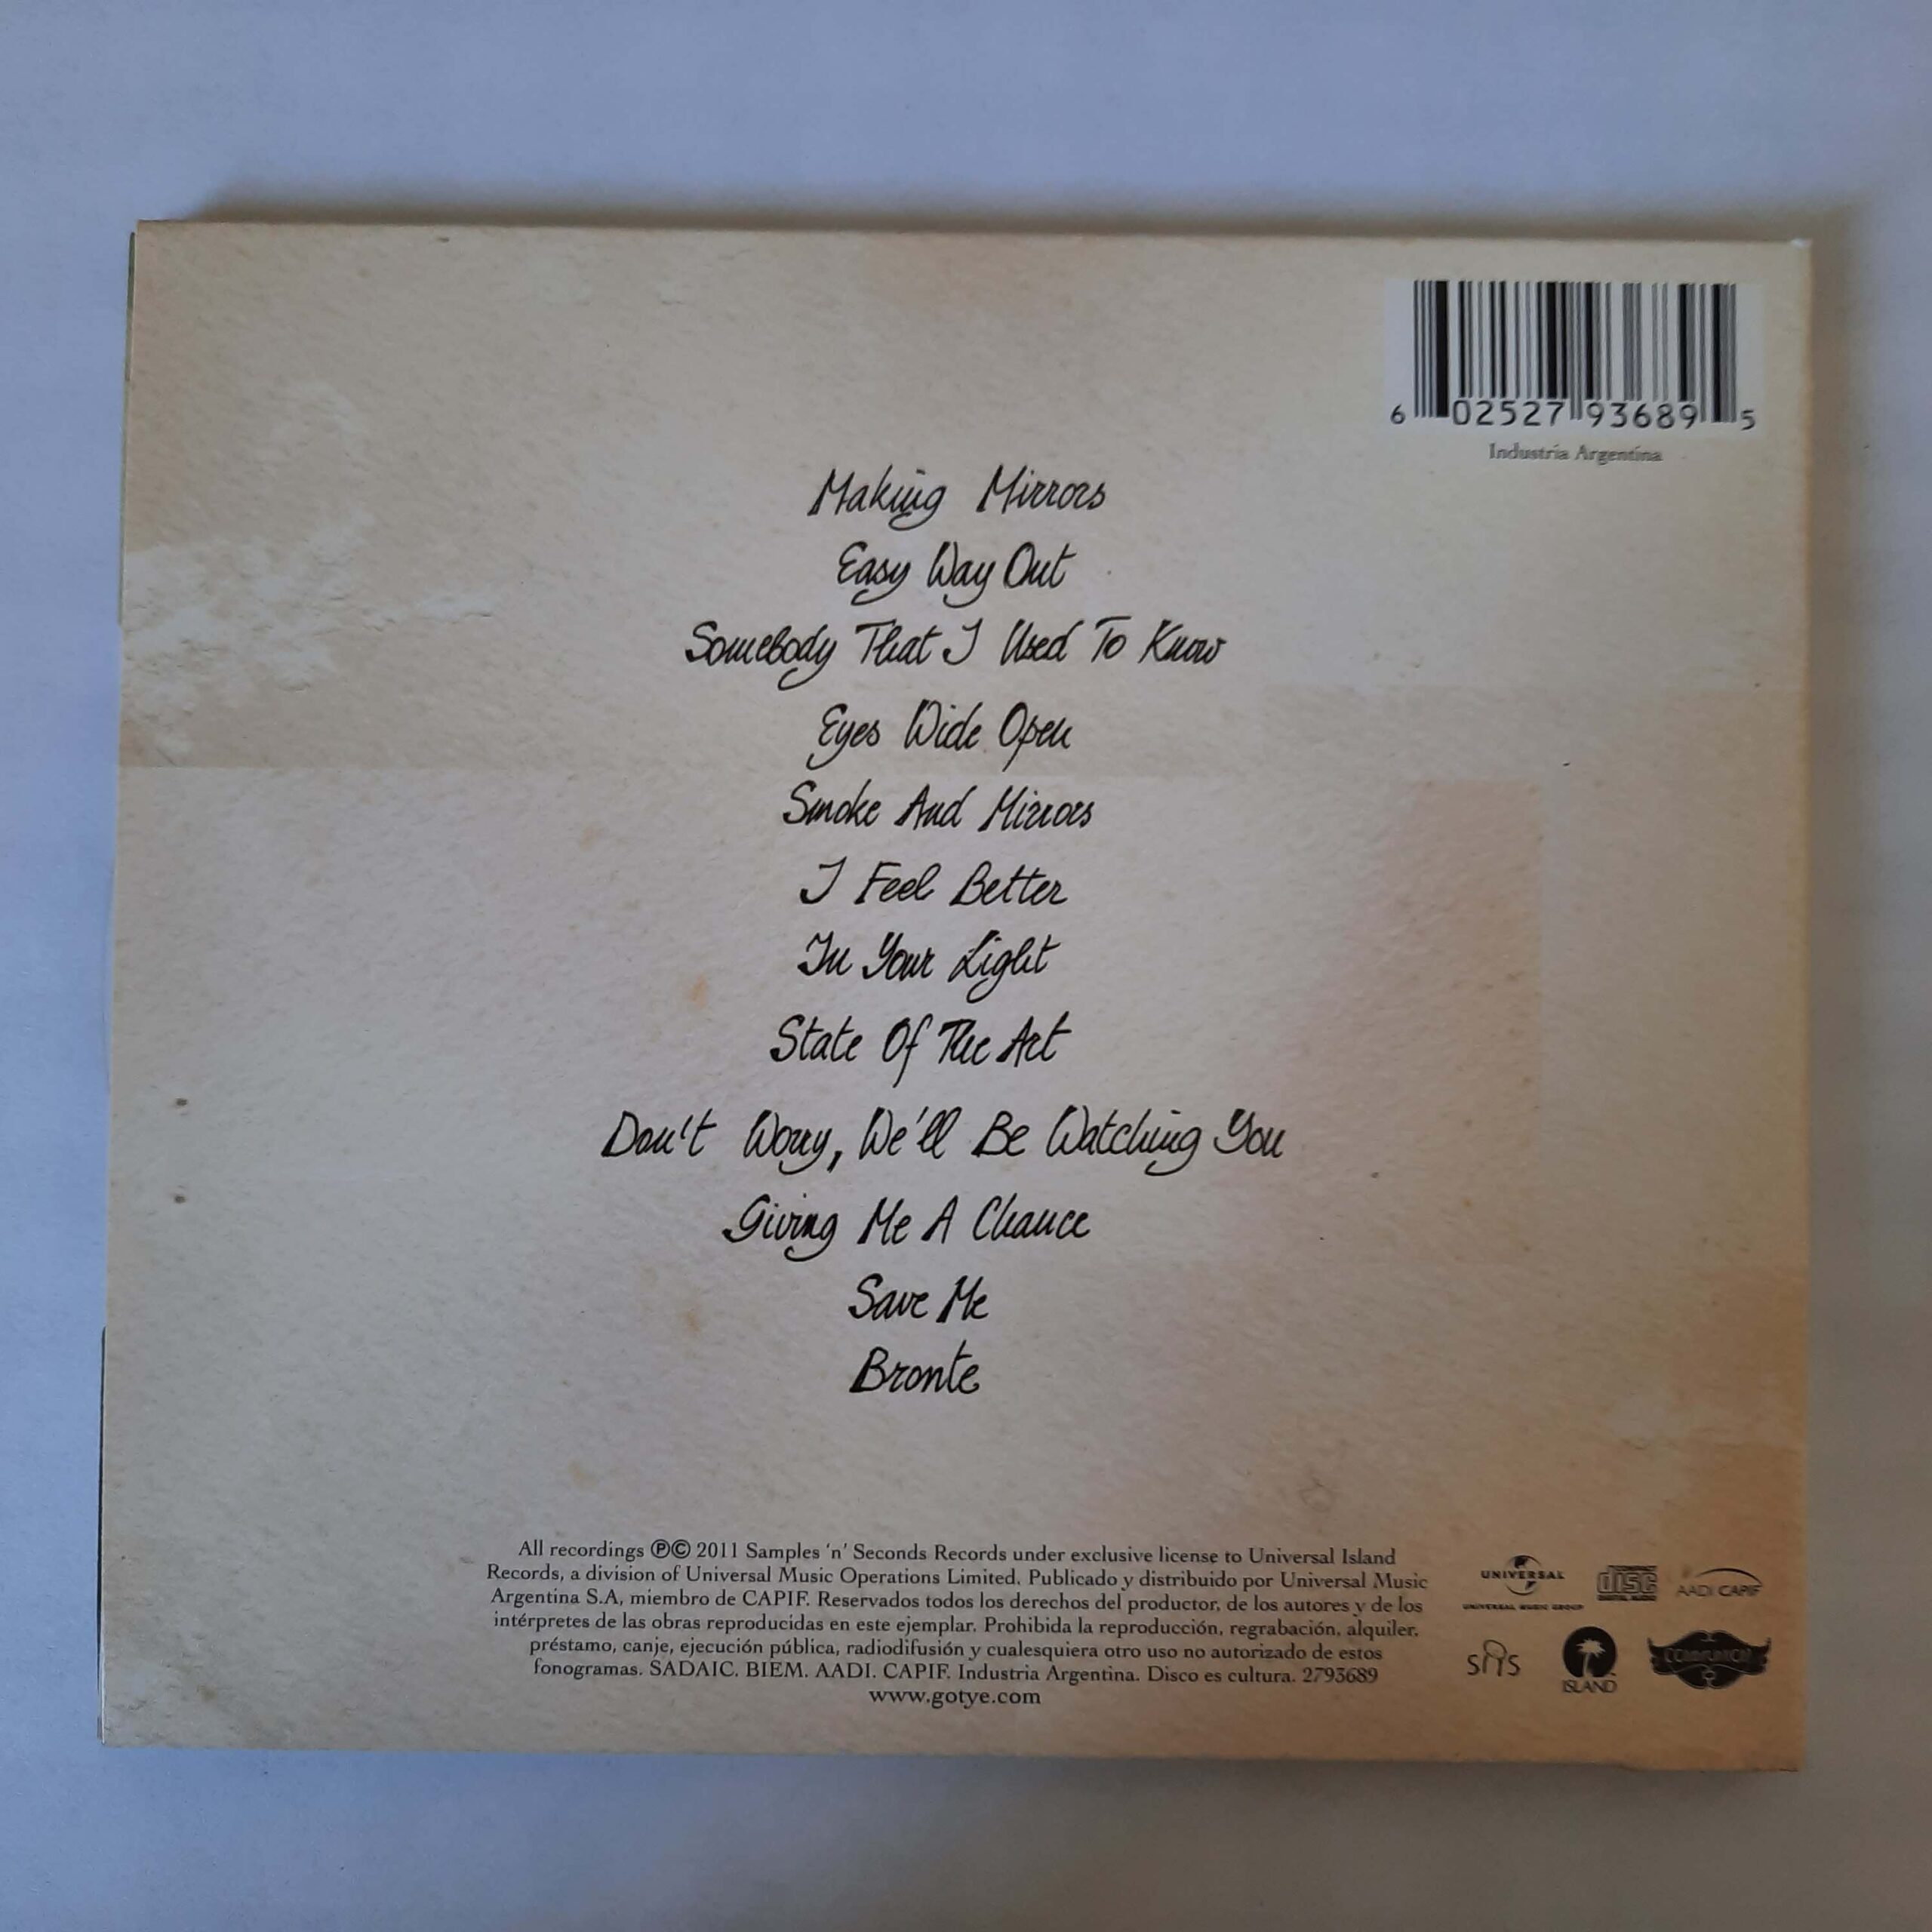 6 02527 93689 5
Industria Argentina
Making Mirrors
Easy Way Out
Somebody That I Used To Know
Eyes Wide Open
Smoke And Mirrors
I Feel Better
In Your Light
State Of The Art
Don't Worry, We'll Be Watching You
Giving Me A Chance
Save Me
Bronte
All recordings ℗© 2011 Samples 'n' Seconds Records under exclusive license to Universal Island
Records, a division of Universal Music Operations Limited. Publicado y distribuido por Universal Music
Argentina S.A, miembro de CAPIF. Reservados todos los derechos del productor, de los autores y de los
intérpretes de las obras reproducidas en este ejemplar. Prohibida la reproducción, regrabación, alquiler,
préstamo, canje, ejecución pública, radiodifusión y cualesquiera otro uso no autorizado de estos
fonogramas. SADAIC. BIEM. AADI. CAPIF. Industria Argentina. Disco es cultura. 2793689
www.gotye.com
UNIVERSAL
UNIVERSAL MUSIC GROUP
COMPACT
disc
DIGITAL AUDIO
AADI CAPIF
ISLAND